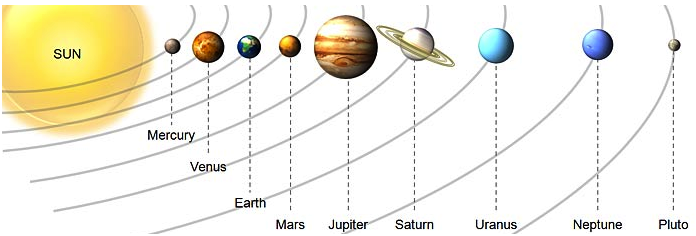 SUN
Mercury
Venus
Earth
Mars Jupiter Saturn Uranus Neptune Pluto